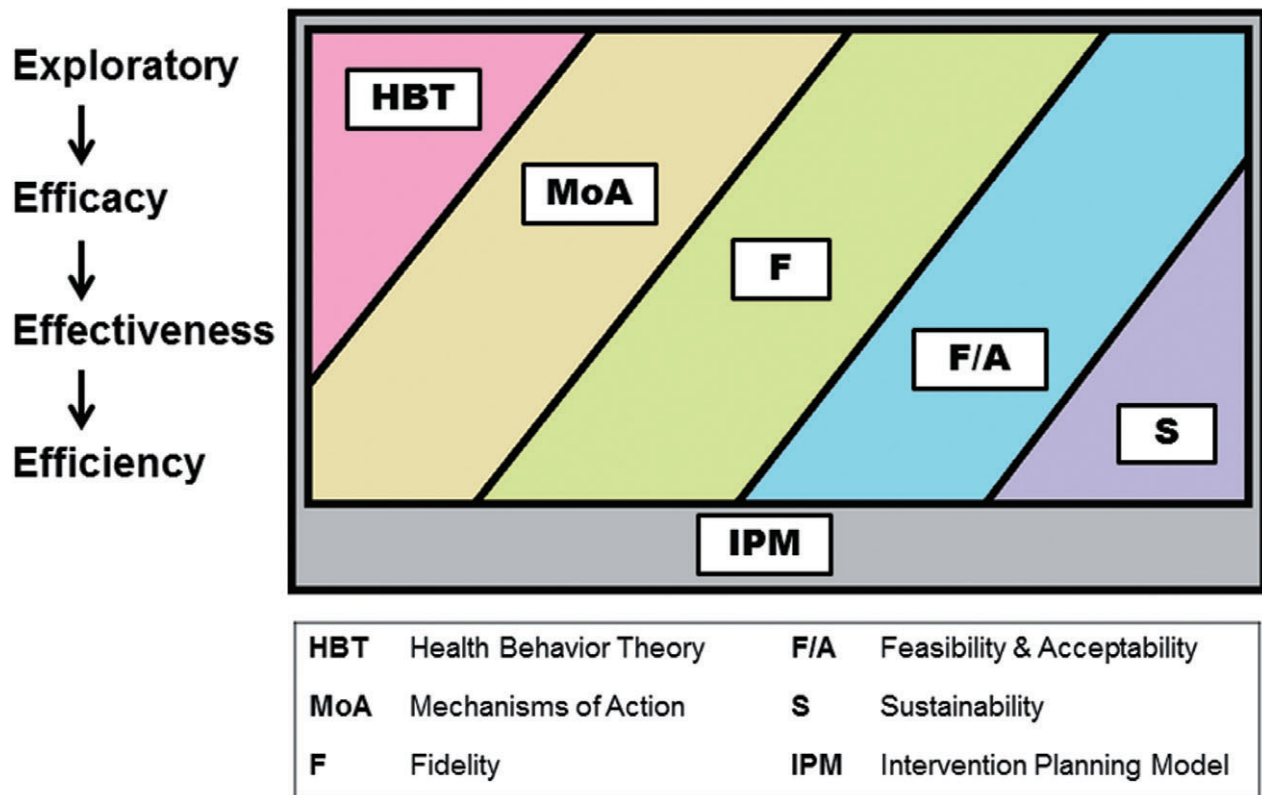 Exploratory
Efficacy
Effectiveness
Efficiency
HBT
MoA
F
F/A
S
IPM
HBT Health Behavior Theory F/A Feasibility & Acceptability
MoA Mechanisms of Action S Sustainability
F Fidelity IPM Intervention Planning Model